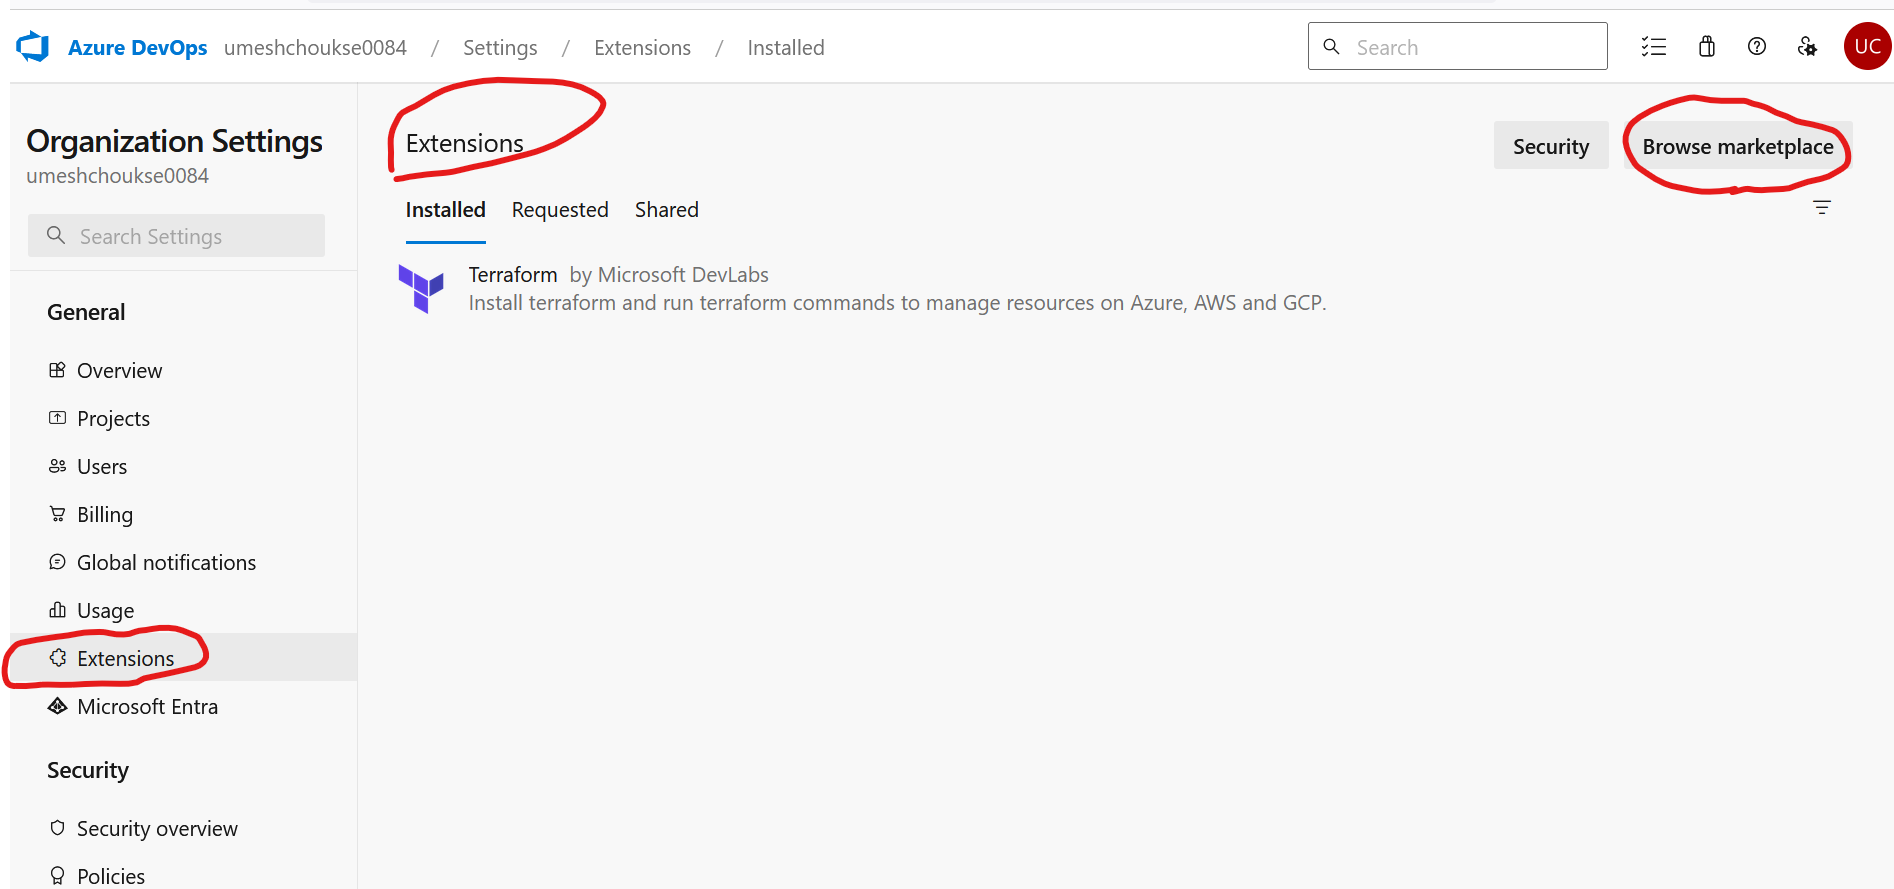 Azure DevOps umeshchoukse0084 / Settings / Extensions / Installed
Search
UC
Organization Settings
umeshchoukse0084
Search Settings
General
Overview
Projects
Users
Billing
Global notifications
Usage
Extensions
Microsoft Entra
Security
Security overview
Policies
Extensions
Security
Browse marketplace
Installed Requested Shared
Terraform by Microsoft DevLabs
Install terraform and run terraform commands to manage resources on Azure, AWS and GCP.